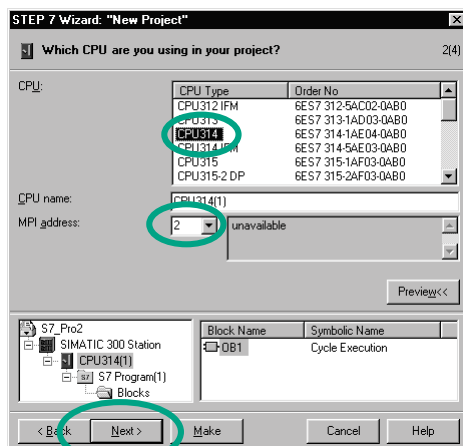 STEP 7 Wizard: "New Project"
Which CPU are you using in your project? 2(4)
CPU:
CPU Type Order No
CPU312 IFM 6ES7 312-5AC02-0AB0
CPU313 6ES7 313-1AD03-0AB0
CPU314 6ES7 314-1AE04-0AB0
CPU314 IFM 6ES7 314-5AE03-0AB0
CPU315 6ES7 315-1AF03-0AB0
CPU315-2 DP 6ES7 315-2AF03-0AB0
CPU name: CPU314(1)
MPI address: 2 unavailable
Preview<<
S7_Pro2
SIMATIC 300 Station
CPU314(1)
S7 S7 Program(1)
Blocks
Block Name Symbolic Name
OB1 Cycle Execution
< Back Next > Make Cancel Help